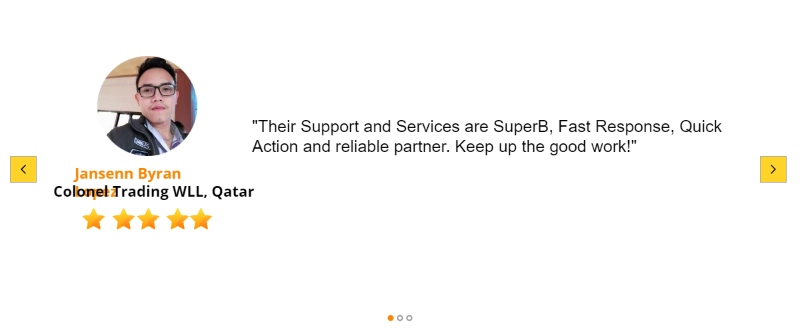 "Their Support and Services are SuperB, Fast Response, Quick
Action and reliable partner. Keep up the good work!"
Jansenn Byran
Lopez
Colonel Trading WLL, Qatar